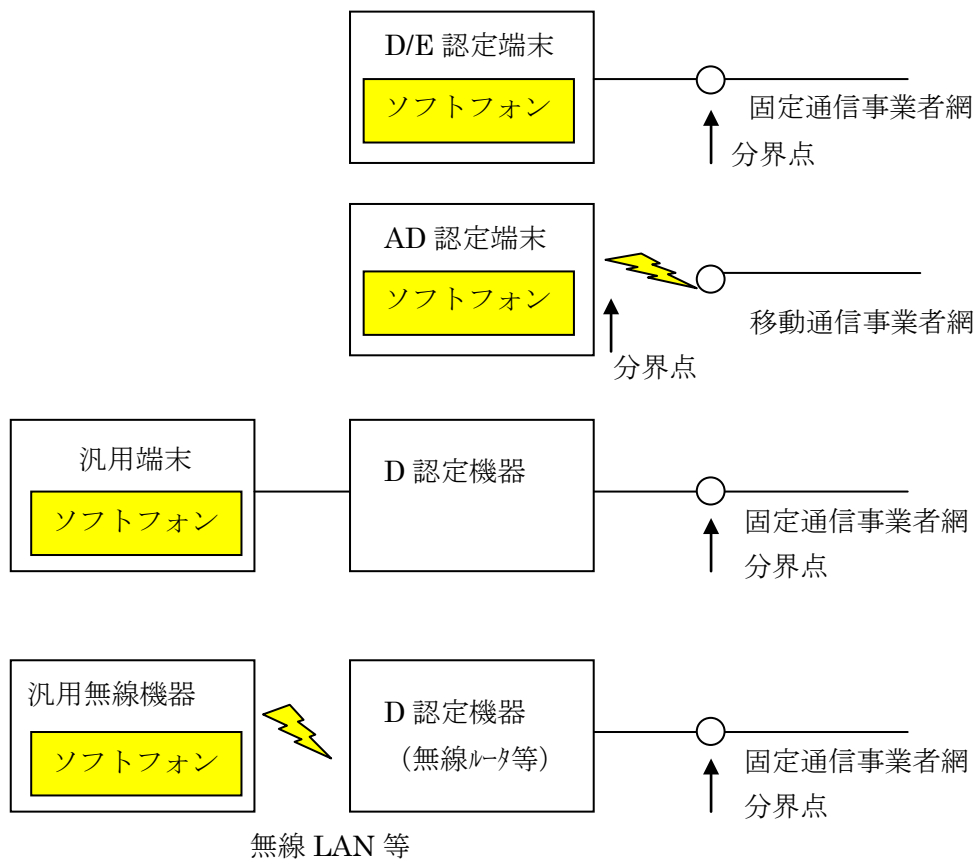 D/E 認定端末
ソフトフォン
固定通信事業者網
分界点
AD 認定端末
ソフトフォン
移動通信事業者網
分界点
汎用端末
ソフトフォン
D 認定機器
固定通信事業者網
分界点
汎用無線機器
ソフトフォン
D 認定機器
（無線ﾙｰﾀ等）
固定通信事業者網
分界点
無線 LAN 等